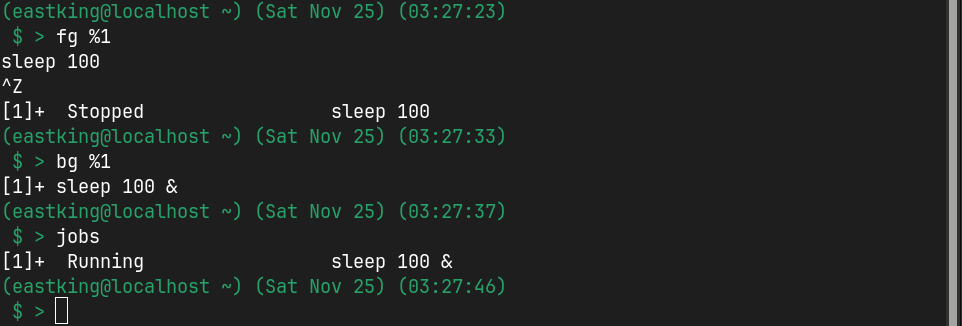 (eastking@localhost ~) (Sat Nov 25) (03:27:23)
 $ > fg %1
sleep 100
^Z
[1]+  Stopped                 sleep 100
(eastking@localhost ~) (Sat Nov 25) (03:27:33)
 $ > bg %1
[1]+ sleep 100 &
(eastking@localhost ~) (Sat Nov 25) (03:27:37)
 $ > jobs
[1]+  Running                 sleep 100 &
(eastking@localhost ~) (Sat Nov 25) (03:27:46)
 $ >